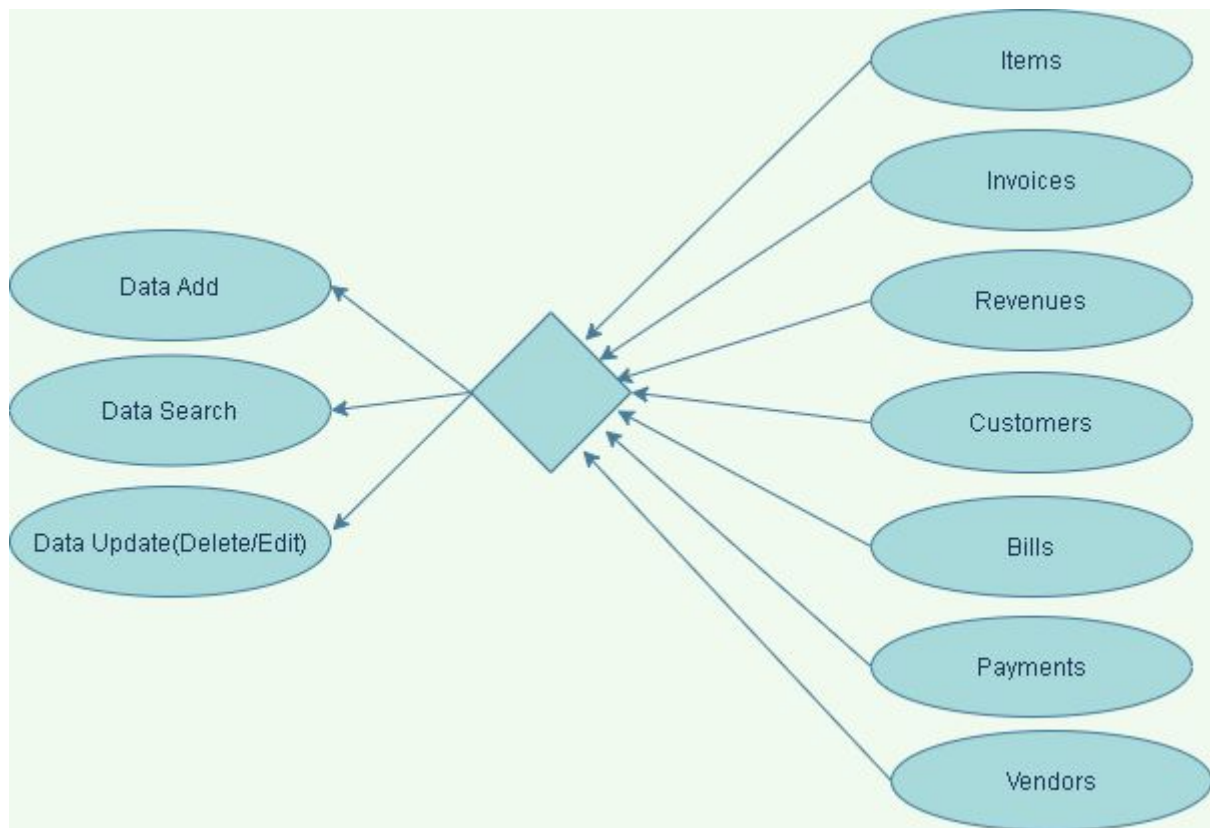 Items
Invoices
Revenues
Customers
Bills
Payments
Vendors
Data Add
Data Search
Data Update(Delete/Edit)